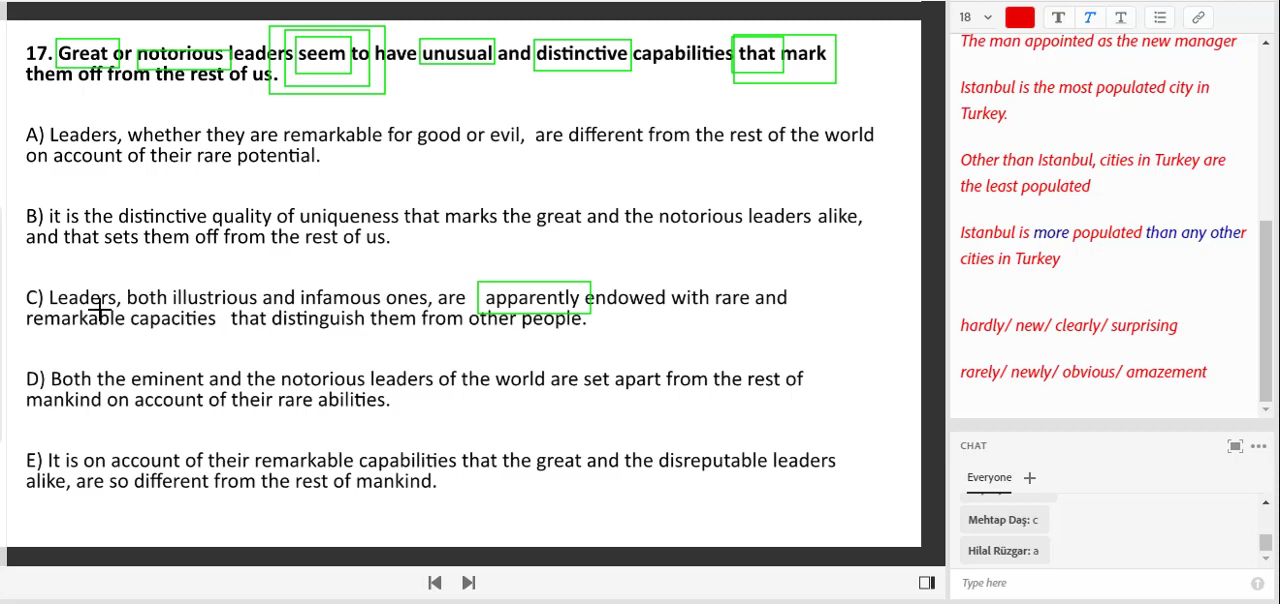 17. Great or notorious leaders seem to have unusual and distinctive capabilities that mark
them off from the rest of us.
A) Leaders, whether they are remarkable for good or evil, are different from the rest of the world
on account of their rare potential.
B) it is the distinctive quality of uniqueness that marks the great and the notorious leaders alike,
and that sets them off from the rest of us.
C) Leaders, both illustrious and infamous ones, are apparently endowed with rare and
remarkable capacities that distinguish them from other people.
D) Both the eminent and the notorious leaders of the world are set apart from the rest of
mankind on account of their rare abilities.
E) It is on account of their remarkable capabilities that the great and the disreputable leaders
alike, are so different from the rest of mankind.
18
T T T
The man appointed as the new manager
Istanbul is the most populated city in
Turkey.
Other than Istanbul, cities in Turkey are
the least populated
Istanbul is more populated than any other
cities in Turkey
hardly/ new/ clearly/ surprising
rarely/ newly/ obvious/ amazement
CHAT
Everyone
Mehtap Daş: c
Hilal Rüzgar: a
Type here